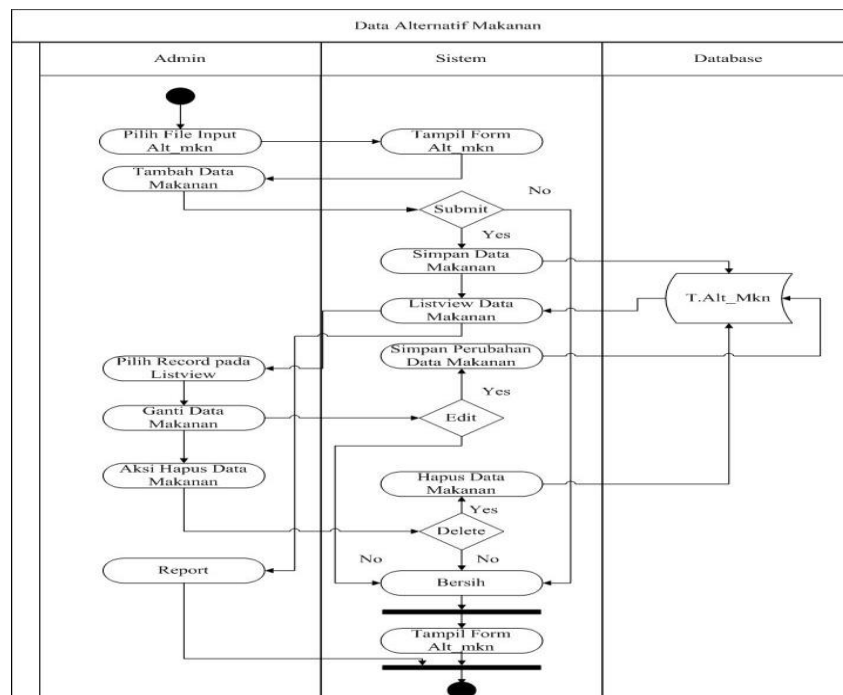 Data Alternatif Makanan
Admin
Sistem
Database
Pilih File Input
Alt_mkn
Tampil Form
Alt_mkn
Tambah Data
Makanan
Submit
No
Yes
Simpan Data
Makanan
T.Alt_Mkn
Listview Data
Makanan
Simpan Perubahan
Data Makanan
Pilih Record pada
Listview
Yes
Ganti Data
Makanan
Edit
Aksi Hapus Data
Makanan
Hapus Data
Makanan
Yes
Delete
No
No
Report
Bersih
Tampil Form
Alt_mkn